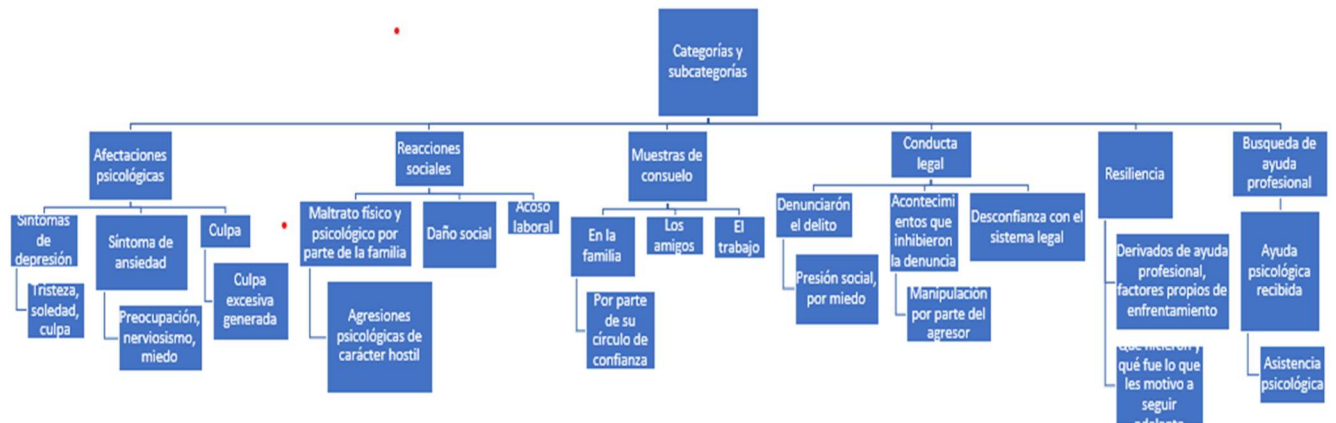 Categorías y
subcategorías
Afectaciones
psicológicas
Síntomas
de
depresión
Tristeza,
soledad,
culpa
Síntoma de
ansiedad
Preocupación,
nerviosismo,
miedo
Culpa
Culpa
excesiva
generada
Reacciones
sociales
Maltrato físico y
psicológico por
parte de la familia
Agresiones
psicológicas de
carácter hostil
Daño social
Acoso
laboral
Muestras de
consuelo
En la
familia
Por parte
de su
círculo de
confianza
Los
amigos
El
trabajo
Conducta
legal
Denunciarón
el delito
Presión social,
por miedo
Acontecimi
entos que
inhibieron
la denuncia
Manipulación
por parte del
agresor
Desconfianza con el
sistema legal
Resiliencia
Derivados de ayuda
profesional,
factores propios de
enfrentamiento
Qué hicieron y
qué fue lo que
les motivo a
seguir
adelante
Busqueda de
ayuda
profesional
Ayuda
psicológica
recibida
Asistencia
psicológica